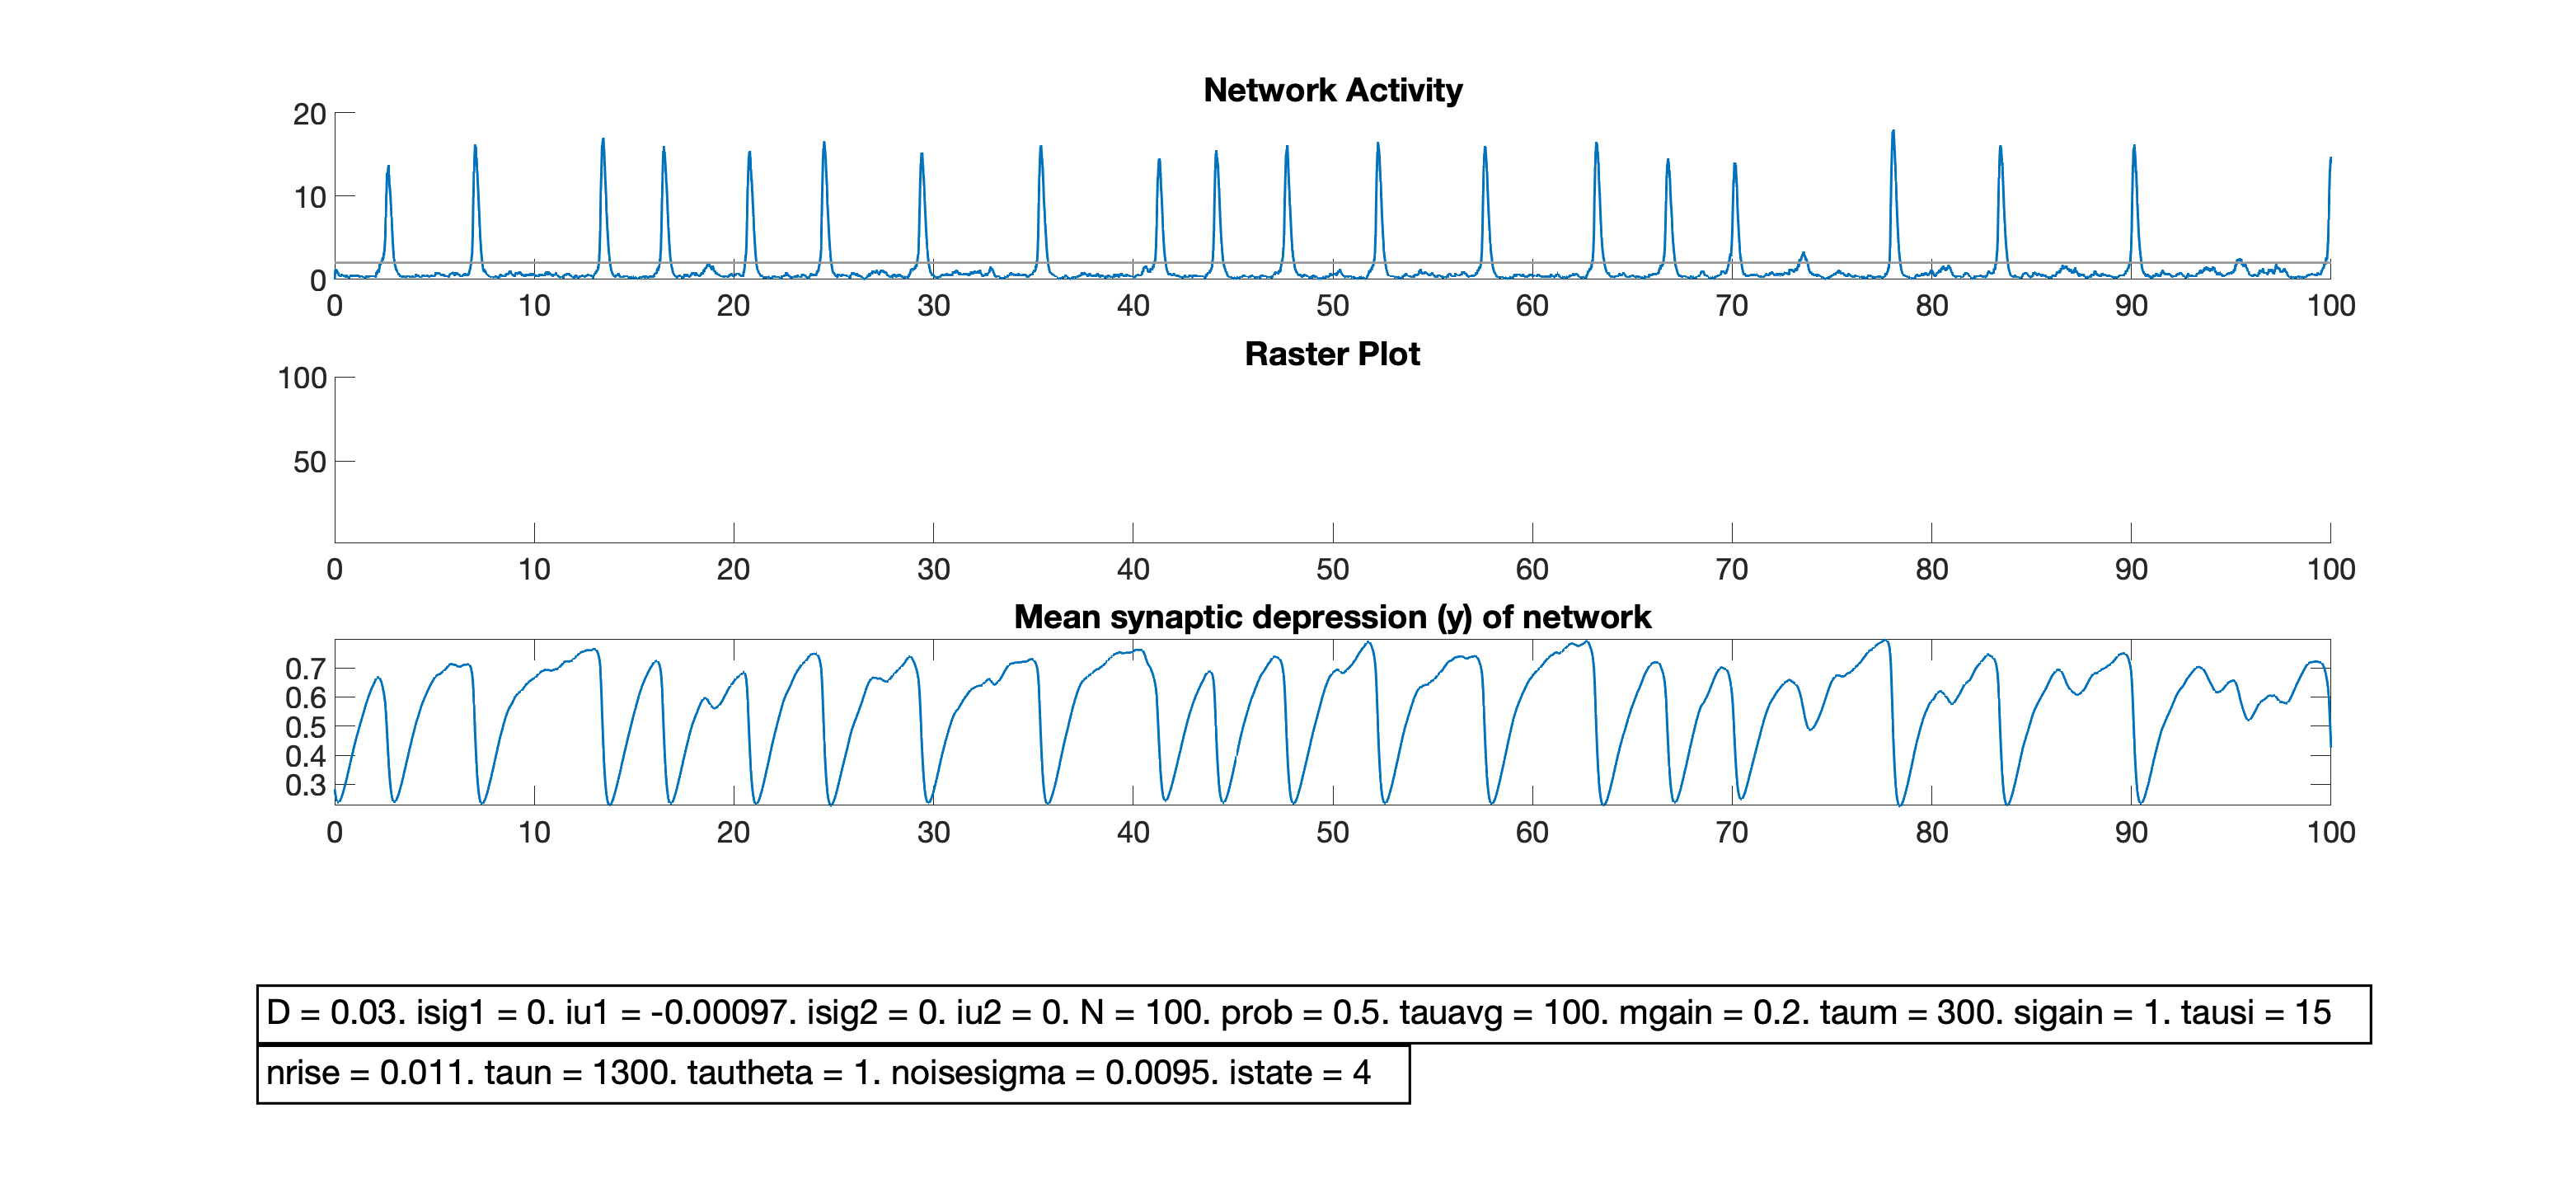 Network Activity
20
10
0
0 10 20 30 40 50 60 70 80 90 100
Raster Plot
100
50
0 10 20 30 40 50 60 70 80 90 100
Mean synaptic depression (y) of network
0.7
0.6
0.5
0.4
0.3
0 10 20 30 40 50 60 70 80 90 100
D = 0.03. isig1 = 0. iu1 = -0.00097. isig2 = 0. iu2 = 0. N = 100. prob = 0.5. tauavg = 100. mgain = 0.2. taum = 300. sigain = 1. tausi = 15
nrise = 0.011. taun = 1300. tautheta = 1. noisesigma = 0.0095. istate = 4